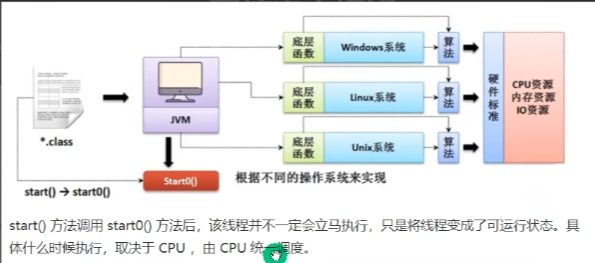 底层函数 Windows系统 算法
底层函数 Linux系统 算法
底层函数 Unix系统 算法
硬件标准
CPU资源
内存资源
IO资源
*.class
JVM
start() → start0()
Start0()
根据不同的操作系统来实现
start() 方法调用 start0() 方法后，该线程并不一定会立马执行，只是将线程变成了可运行状态。具
体什么时候执行，取决于 CPU ，由 CPU 统一调度。